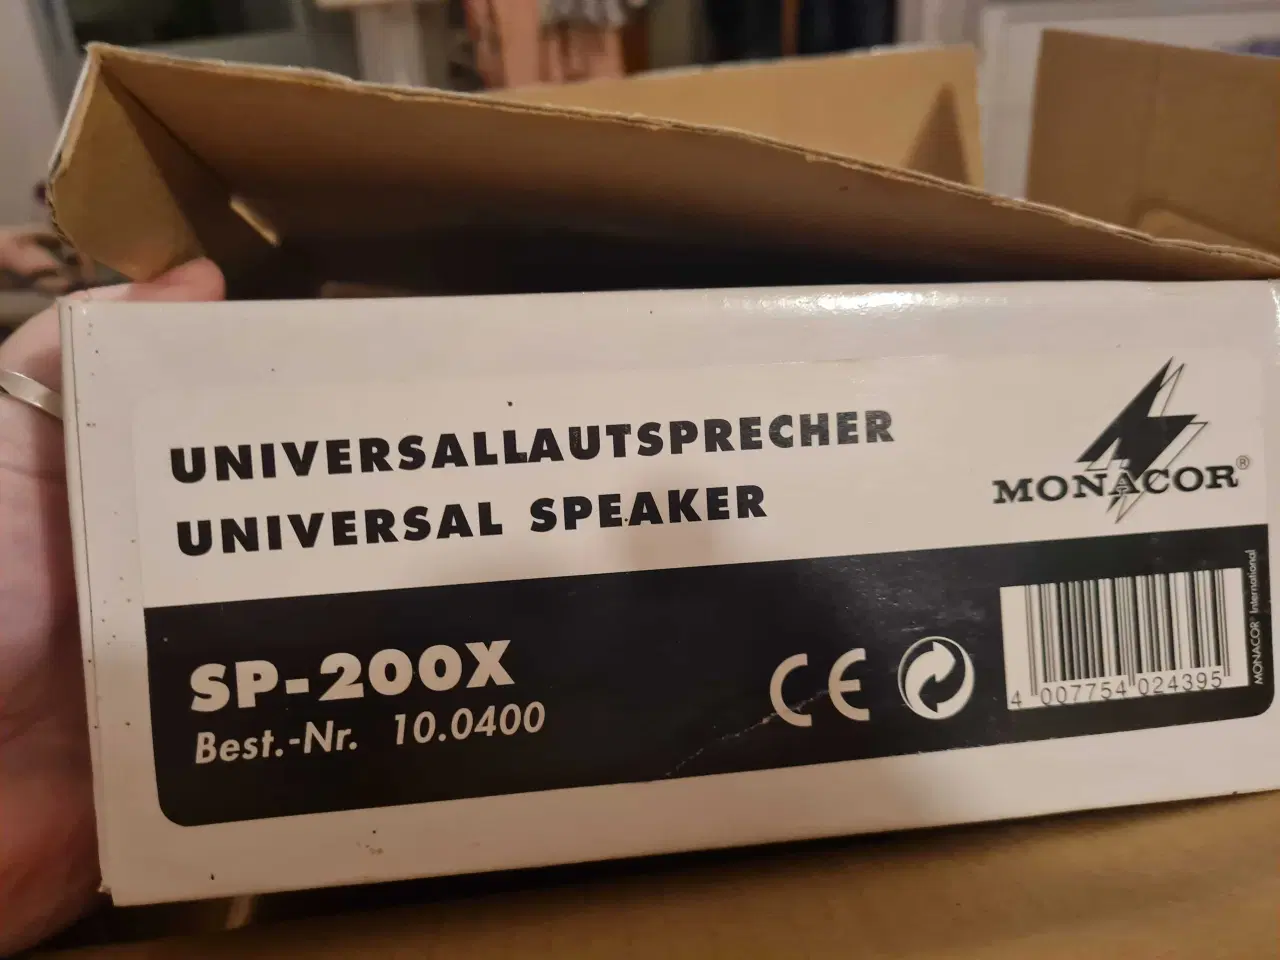 UNIVERSALLAUTSPRECHER
UNIVERSAL SPEAKER
MONACOR®
SP-200X
Best.-Nr. 10.0400
CE
4 007754 024395
MONACOR® International